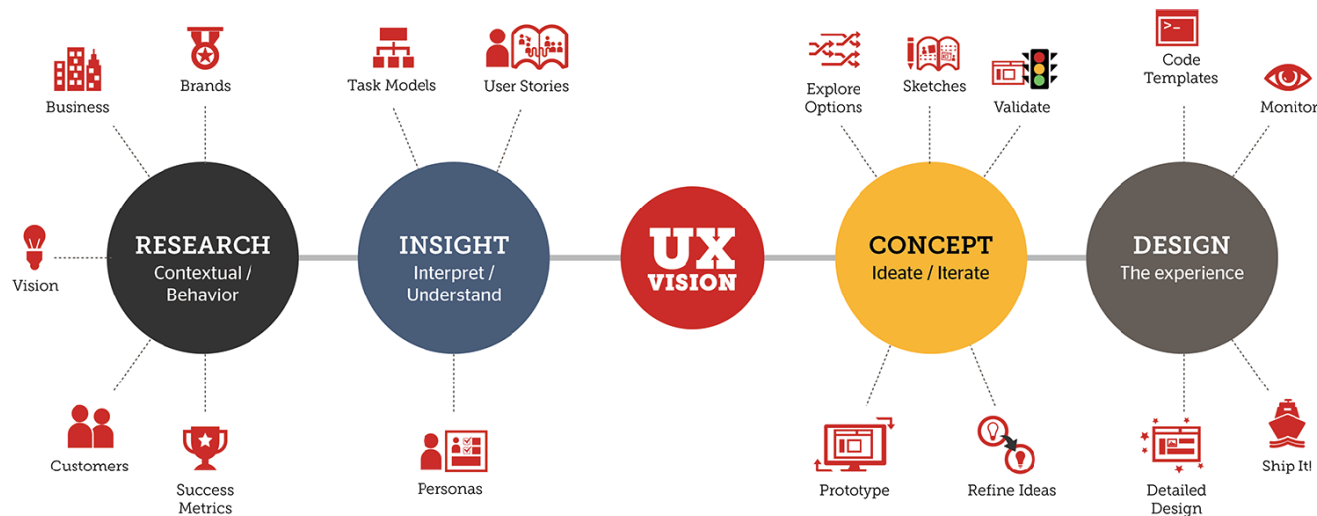 Business
Brands
Task Models
User Stories
Explore
Options
Sketches
Validate
Code
Templates
Monitor
Vision
RESEARCH
Contextual /
Behavior
INSIGHT
Interpret /
Understand
UX
VISION
CONCEPT
Ideate / Iterate
DESIGN
The experience
Customers
Success
Metrics
Personas
Prototype
Refine Ideas
Detailed
Design
Ship It!